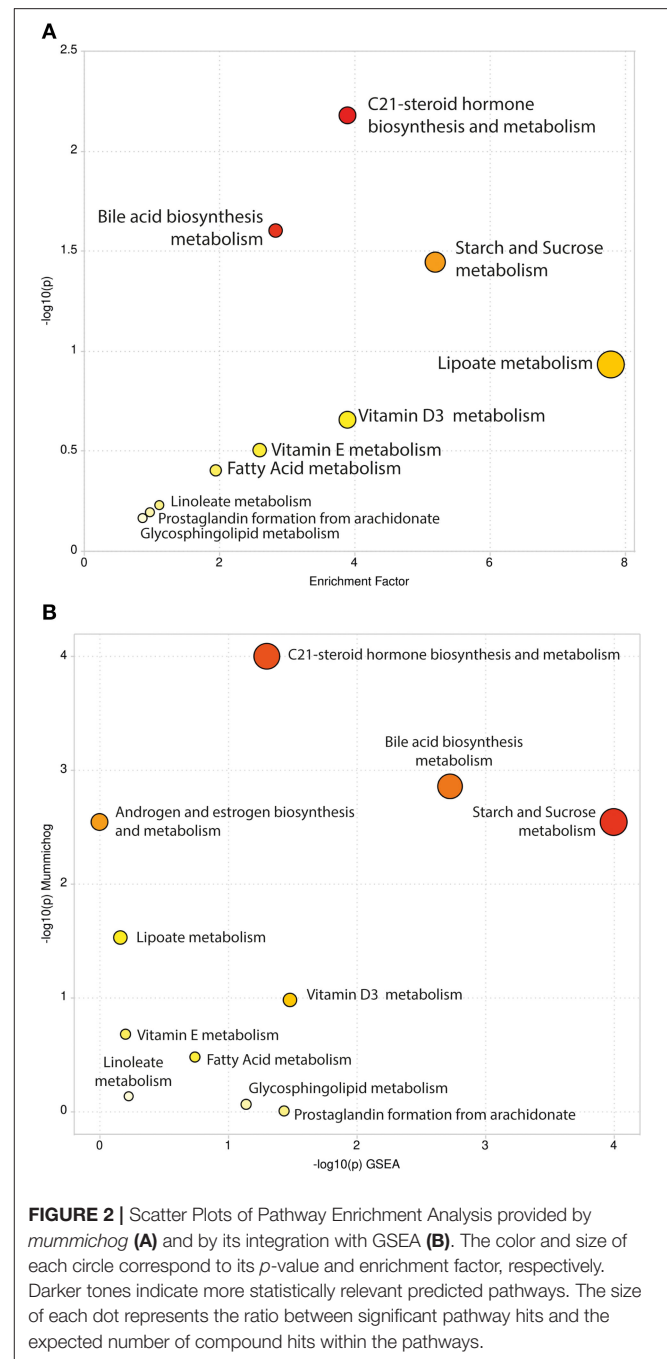 A
2.5
C21-steroid hormone
biosynthesis and metabolism
2
Bile acid biosynthesis
metabolism
1.5
Starch and Sucrose
metabolism
-log10(p)
1
Lipoate metabolism
Vitamin D3 metabolism
0.5
Vitamin E metabolism
Fatty Acid metabolism
Linoleate metabolism
Prostaglandin formation from arachidonate
Glycosphingolipid metabolism
0
0 2 4 6 8
Enrichment Factor
B
4
C21-steroid hormone biosynthesis and metabolism
Bile acid biosynthesis
metabolism
3
Androgen and estrogen biosynthesis
and metabolism
Starch and Sucrose
metabolism
-log10(p) Mummichog
2
Lipoate metabolism
1
Vitamin D3 metabolism
Vitamin E metabolism
Fatty Acid metabolism
Linoleate
metabolism
Glycosphingolipid metabolism
Prostaglandin formation from arachidonate
0
0 1 2 3 4
-log10(p) GSEA
FIGURE 2 | Scatter Plots of Pathway Enrichment Analysis provided by
mummichog (A) and by its integration with GSEA (B). The color and size of
each circle correspond to its p-value and enrichment factor, respectively.
Darker tones indicate more statistically relevant predicted pathways. The size
of each dot represents the ratio between significant pathway hits and the
expected number of compound hits within the pathways.